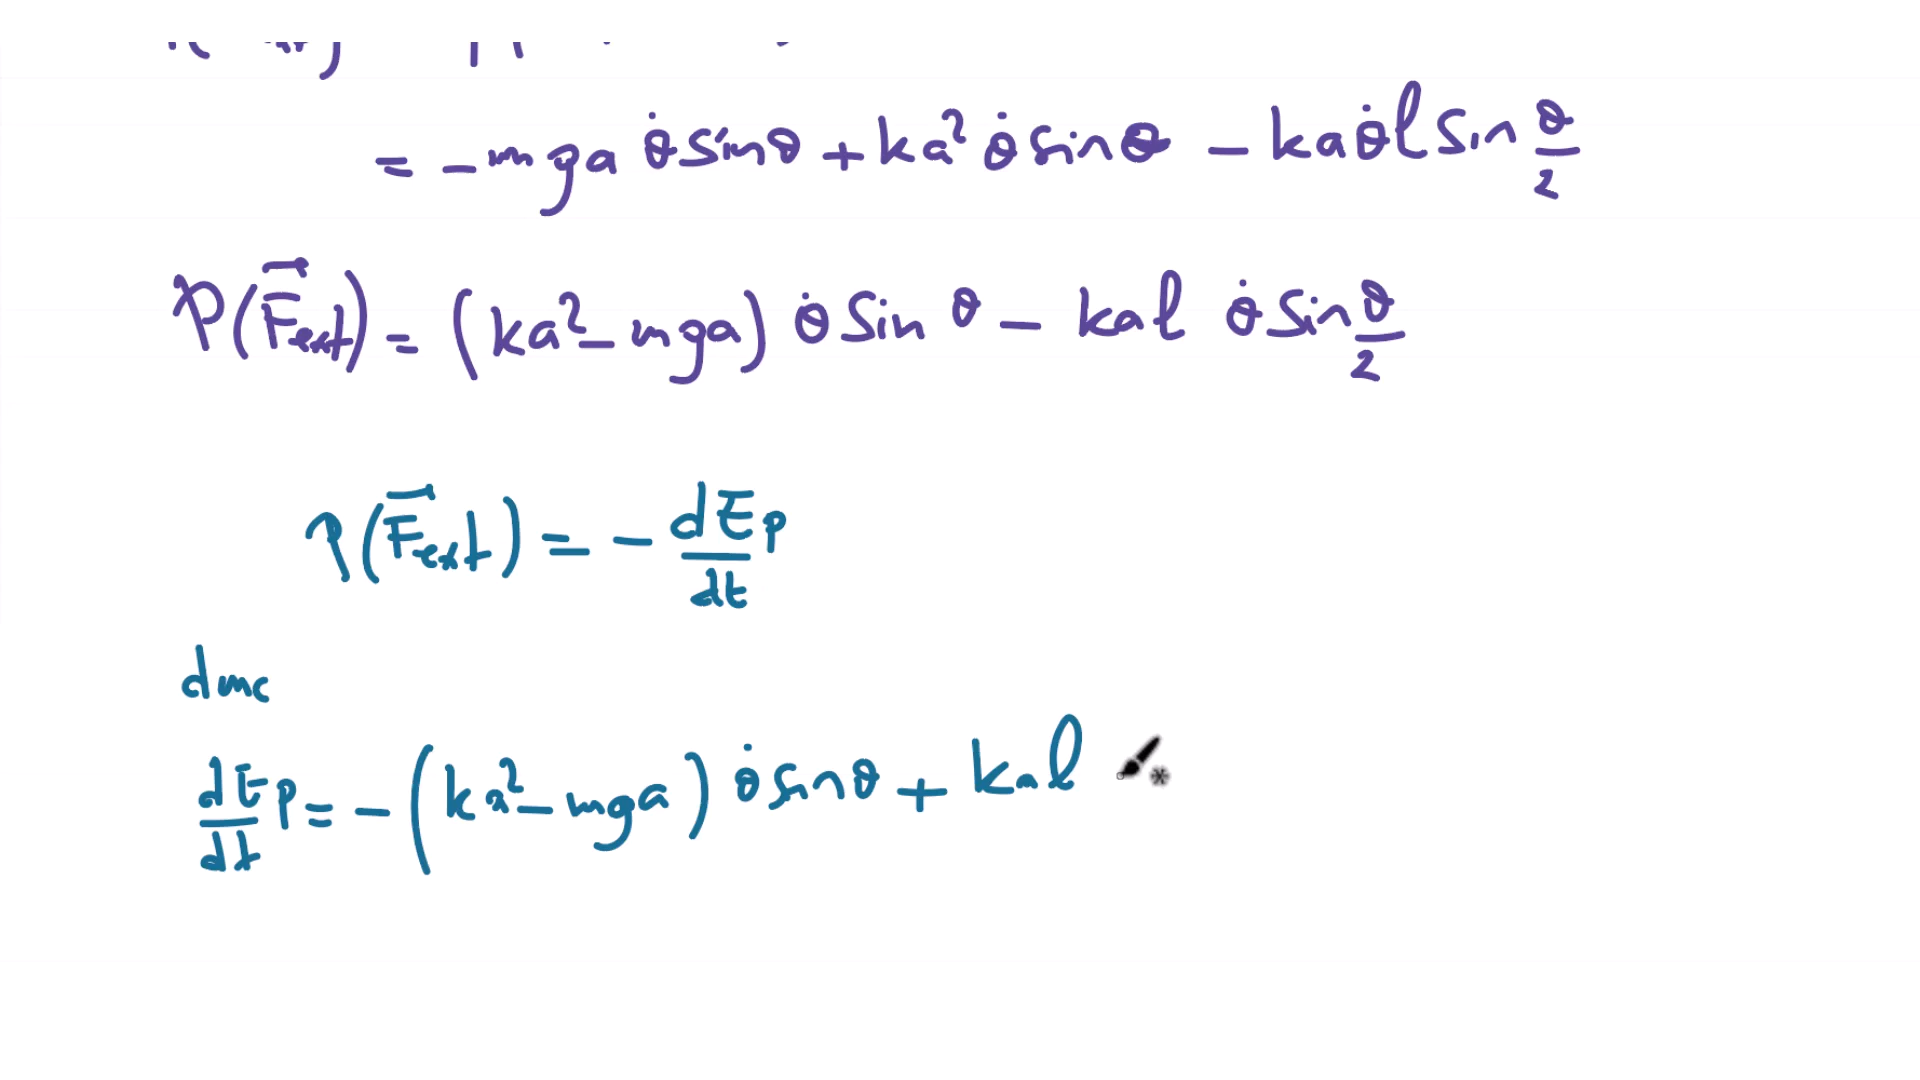 = - mga θ̇ sinθ + ka² θ̇ sinθ - kaθ̇l sin θ/2
P(F⃗ext) = (ka² - mga) θ̇ sin θ - kal θ̇ sin θ/2
P(F⃗ext) = - dEp/dt
donc
dEp/dt = - (ka² - mga) θ̇ sinθ + kal